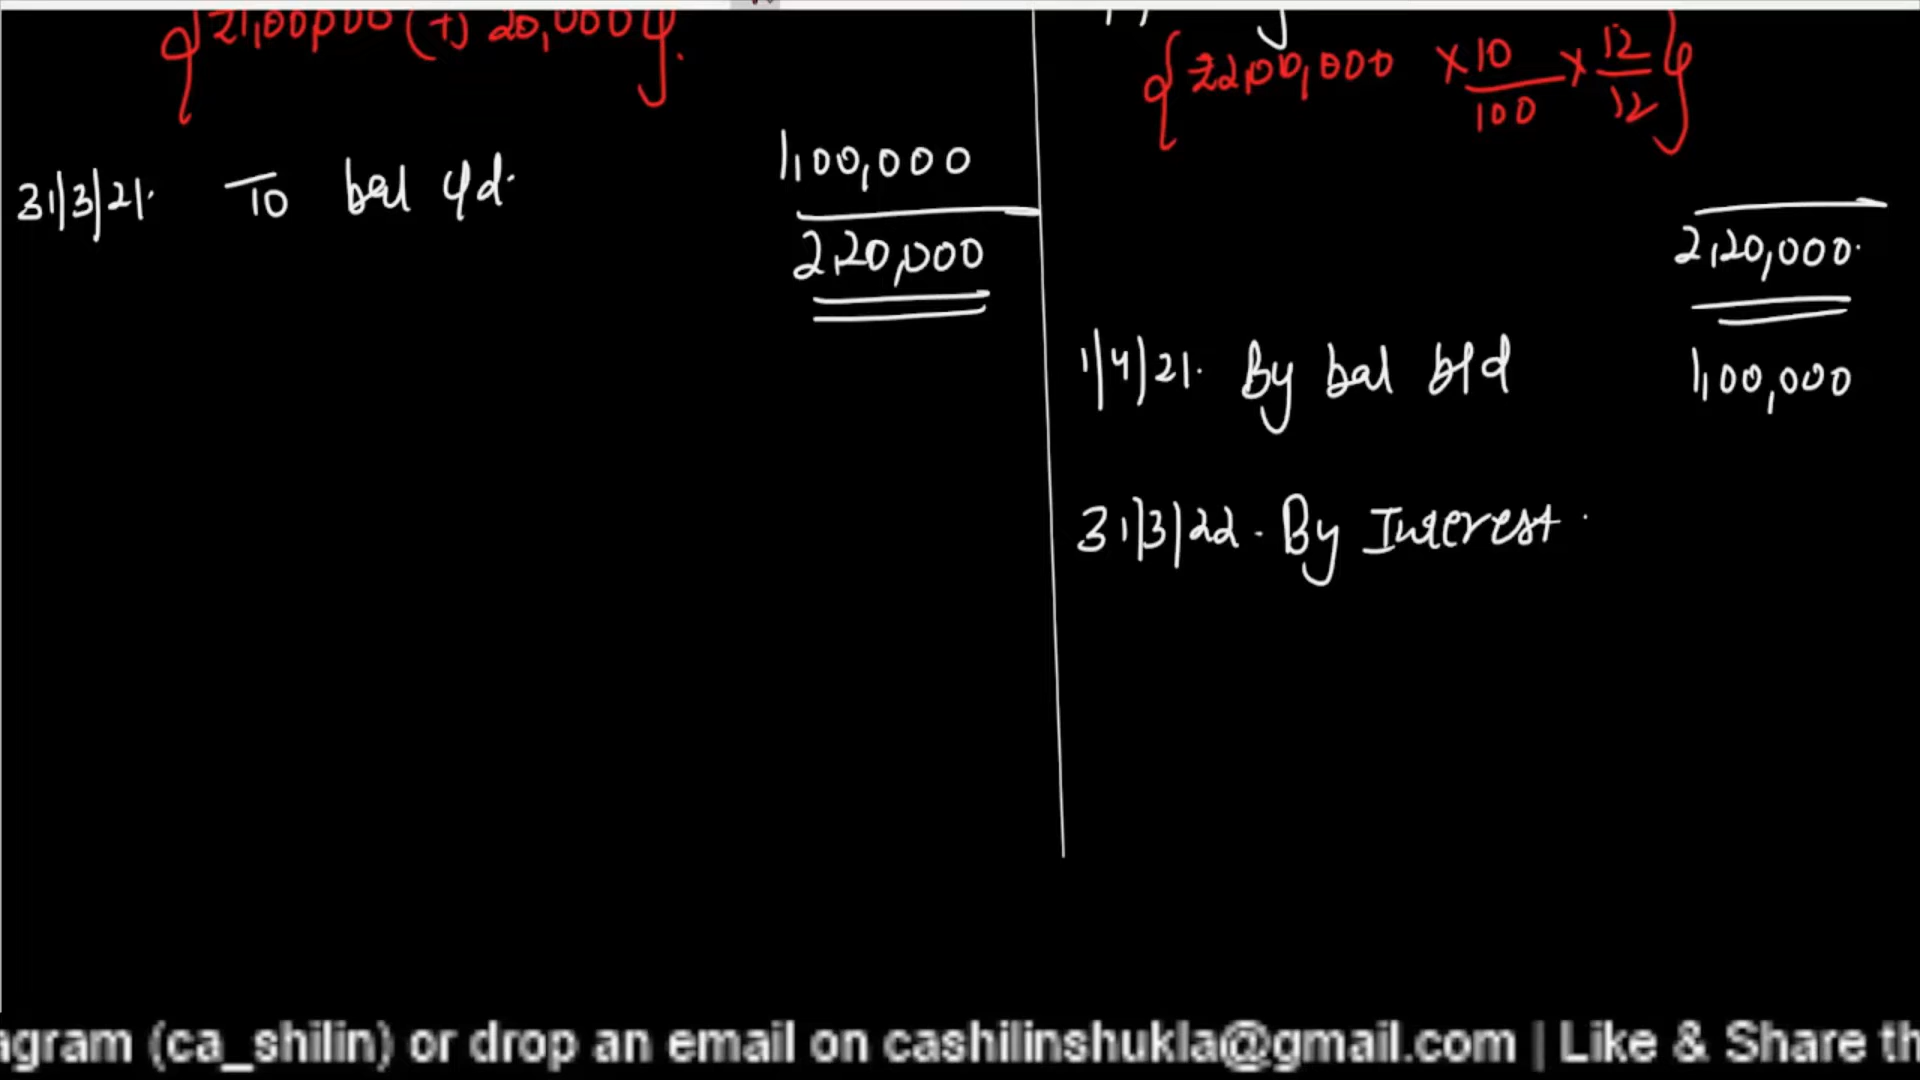 {₹1,00,000 (+) 20,000}.
{₹2,00,000 × 10/100 × 12/12}
31/3/21. To bal c/d. 1,00,000
2,20,000
2,20,000.
1/4/21. By bal b/d 1,00,000
31/3/22. By Interest.
agram (ca_shilin) or drop an email on cashilinshukla@gmail.com | Like & Share th